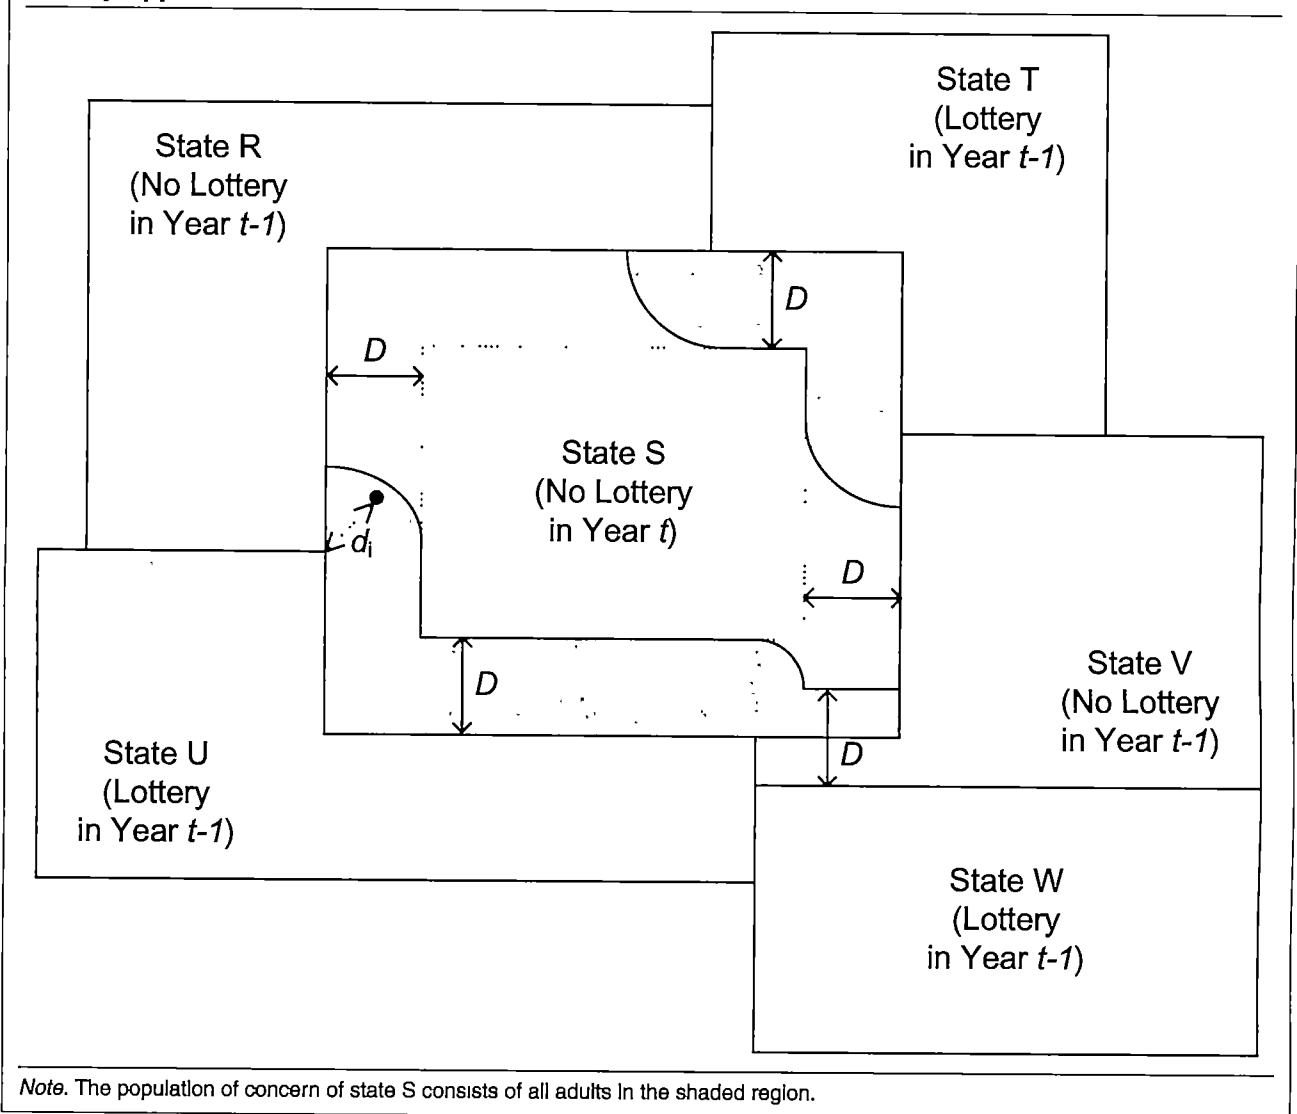 State T
(Lottery
in Year t-1)
State R
(No Lottery
in Year t-1)
D
D
State S
(No Lottery
in Year t)
di
D
D
State V
(No Lottery
in Year t-1)
D
State U
(Lottery
in Year t-1)
State W
(Lottery
in Year t-1)
Note. The population of concern of state S consists of all adults in the shaded region.